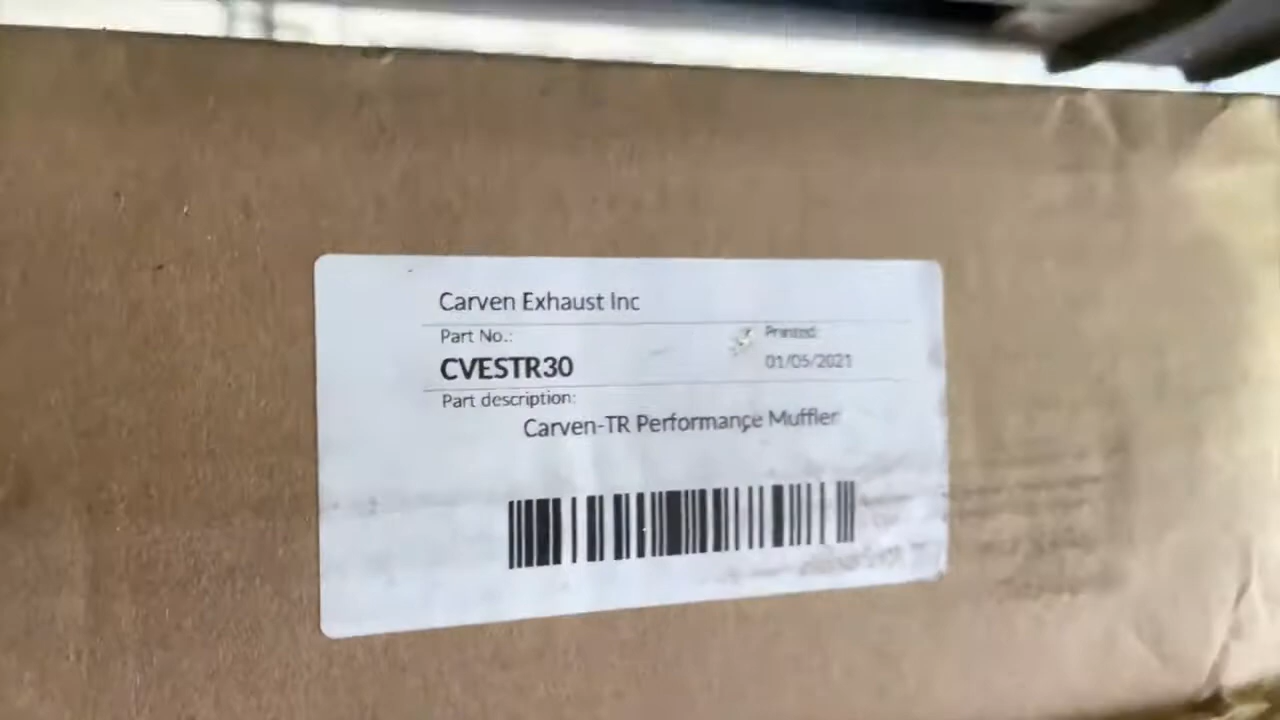 Carven Exhaust Inc
Part No.:
Printed:
CVESTR30
01/05/2021
Part description:
Carven-TR Performance Muffler